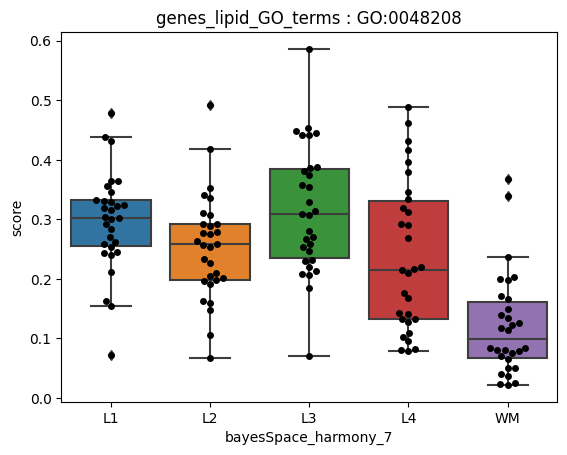 genes_lipid_GO_terms : GO:0048208
0.6
0.5
0.4
0.3
0.2
0.1
0.0
score
L1 L2 L3 L4 WM
bayesSpace_harmony_7